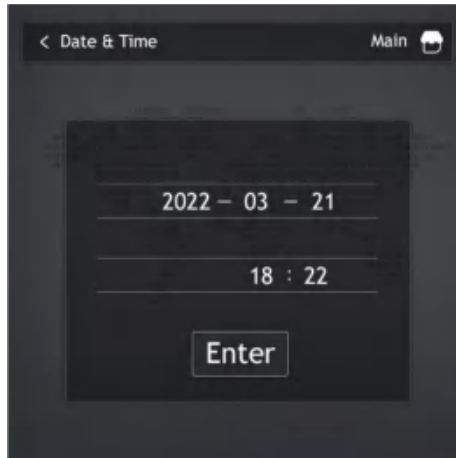 < Date & Time Main
2022 – 03 – 21
18 : 22
Enter